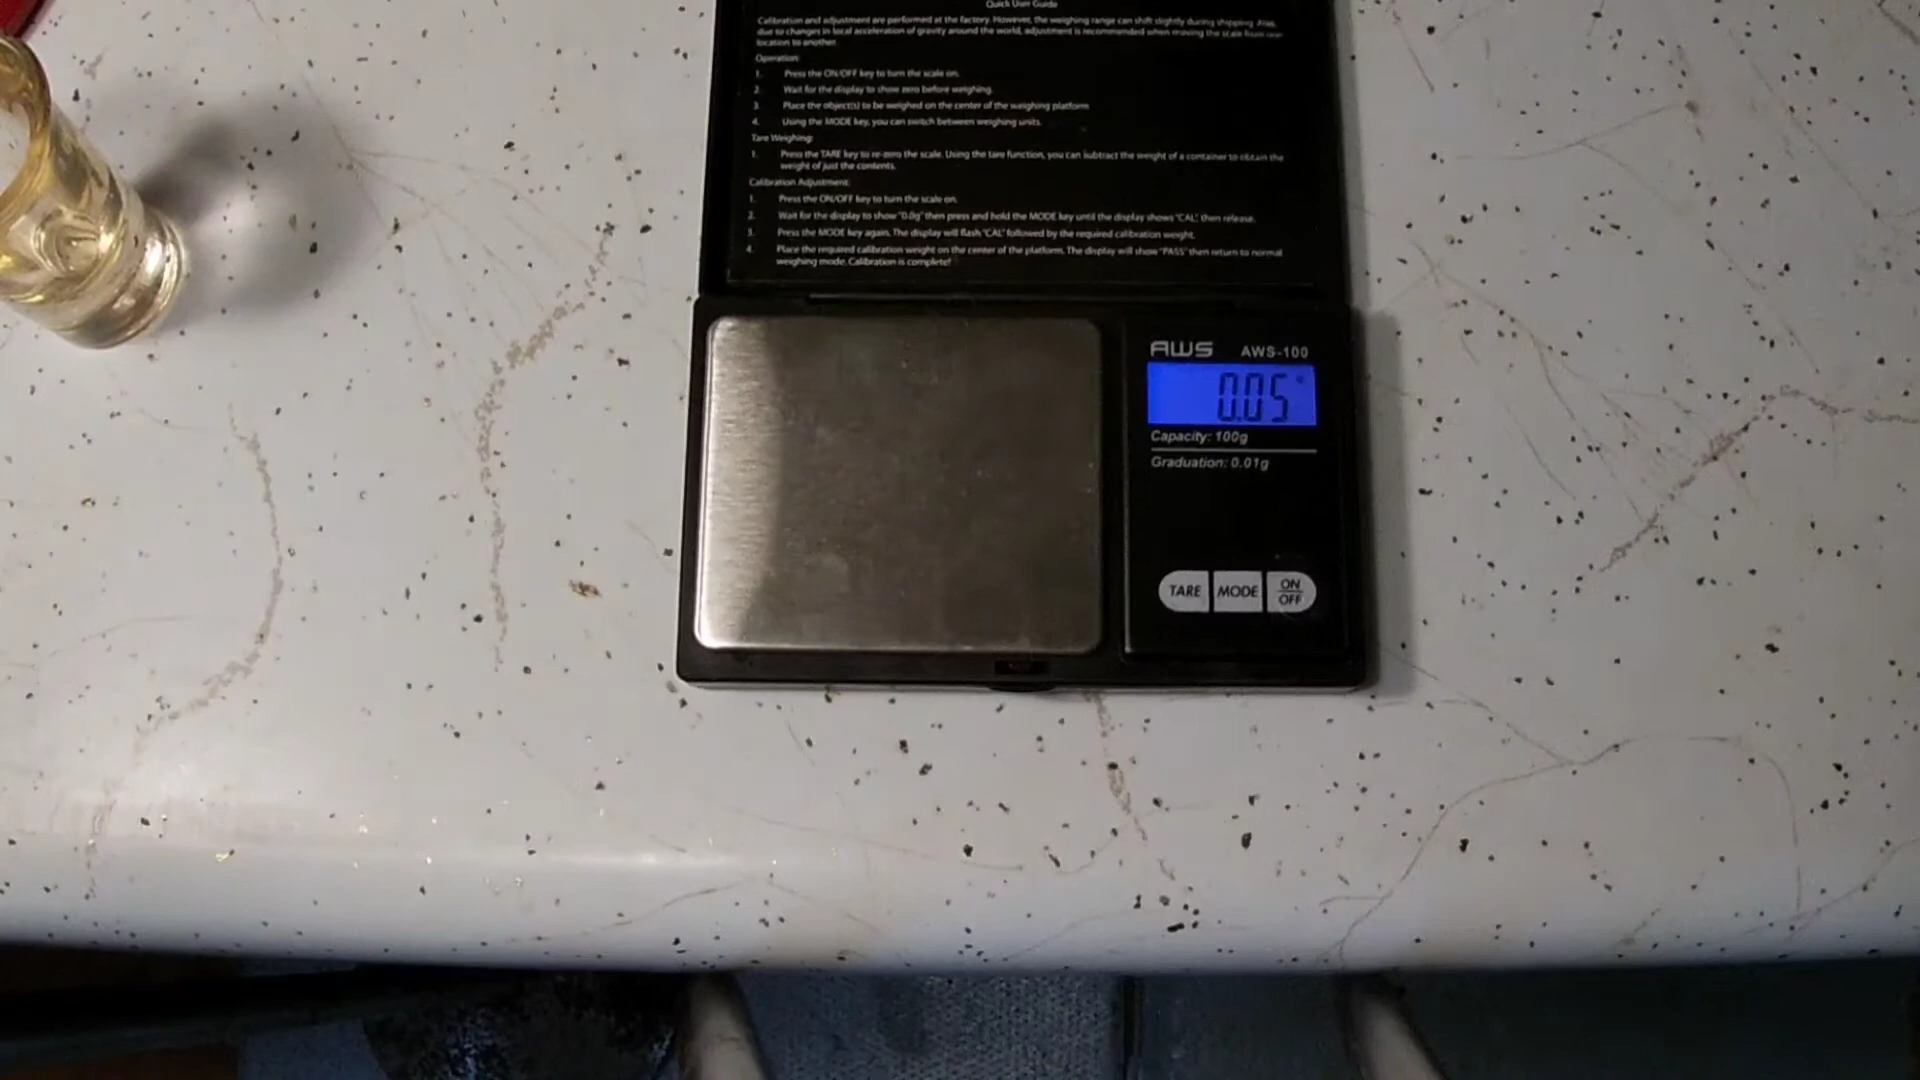 Quick User Guide
Calibration and adjustment are performed at the factory. However, the weighing range can shift slightly during shipping. Also,
due to changes in local acceleration of gravity around the world, adjustment is recommended when moving the scale from one
location to another.
Operation:
1. Press the ON/OFF key to turn the scale on.
2. Wait for the display to show zero before weighing.
3. Place the object(s) to be weighed on the center of the weighing platform
4. Using the MODE key, you can switch between weighing units.
Tare Weighing:
1. Press the TARE key to re-zero the scale. Using the tare function, you can subtract the weight of a container to obtain the
weight of just the contents.
Calibration Adjustment:
1. Press the ON/OFF key to turn the scale on.
2. Wait for the display to show "0.0g" then press and hold the MODE key until the display shows "CAL" then release.
3. Press the MODE key again. The display will flash "CAL" followed by the required calibration weight.
4. Place the required calibration weight on the center of the platform. The display will show "PASS" then return to normal
weighing mode. Calibration is complete!
AWS AWS-100
0.05
Capacity: 100g
Graduation: 0.01g
TARE MODE ON OFF